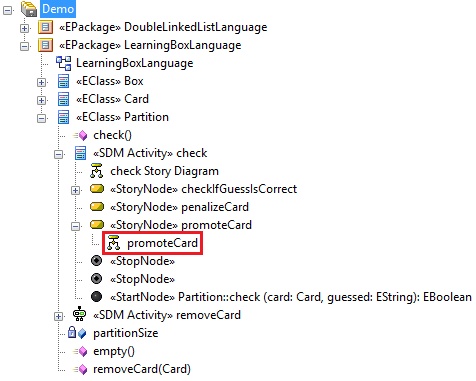 Demo
«EPackage» DoubleLinkedListLanguage
«EPackage» LearningBoxLanguage
LearningBoxLanguage
«EClass» Box
«EClass» Card
«EClass» Partition
check()
«SDM Activity» check
check Story Diagram
«StoryNode» checkIfGuessIsCorrect
«StoryNode» penalizeCard
«StoryNode» promoteCard
promoteCard
«StopNode»
«StopNode»
«StartNode» Partition::check (card: Card, guessed: EString): EBoolean
«SDM Activity» removeCard
partitionSize
empty()
removeCard(Card)